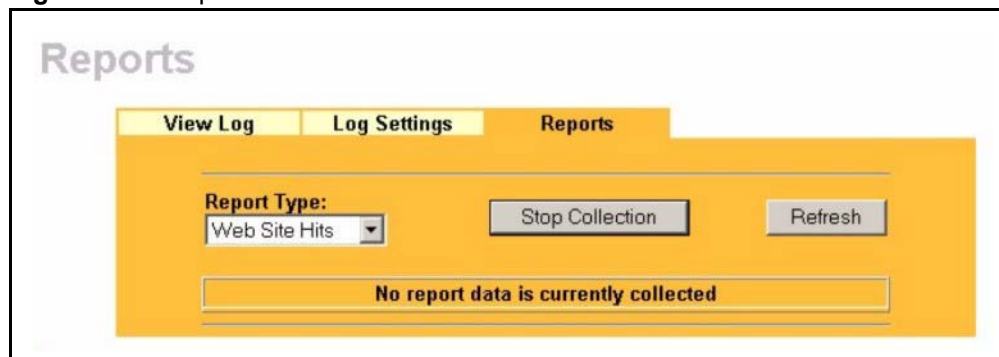 Reports
View Log Log Settings Reports
Report Type:
Web Site Hits Stop Collection Refresh
No report data is currently collected